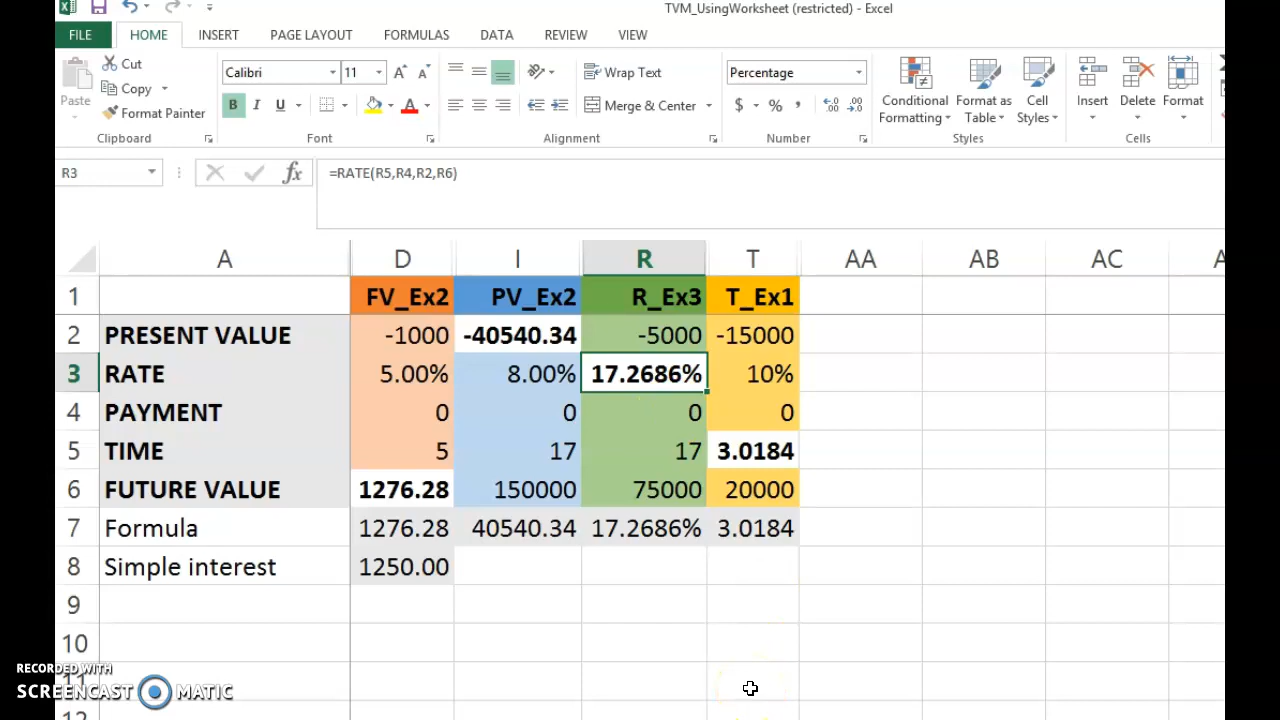 TVM_UsingWorksheet (restricted) - Excel
FILE HOME INSERT PAGE LAYOUT FORMULAS DATA REVIEW VIEW
Paste
Cut
Copy
Format Painter
Clipboard
Calibri 11
B I U A
Font
Wrap Text
Merge & Center
Alignment
Percentage
$ % ,
Number
Conditional Formatting
Format as Table
Cell Styles
Styles
Insert Delete Format
Cells
R3 fx =RATE(R5,R4,R2,R6)
A D I R T AA AB AC
1 FV_Ex2 PV_Ex2 R_Ex3 T_Ex1
2 PRESENT VALUE -1000 -40540.34 -5000 -15000
3 RATE 5.00% 8.00% 17.2686% 10%
4 PAYMENT 0 0 0 0
5 TIME 5 17 17 3.0184
6 FUTURE VALUE 1276.28 150000 75000 20000
7 Formula 1276.28 40540.34 17.2686% 3.0184
8 Simple interest 1250.00
9
10
11
12
RECORDED WITH
SCREENCAST MATIC